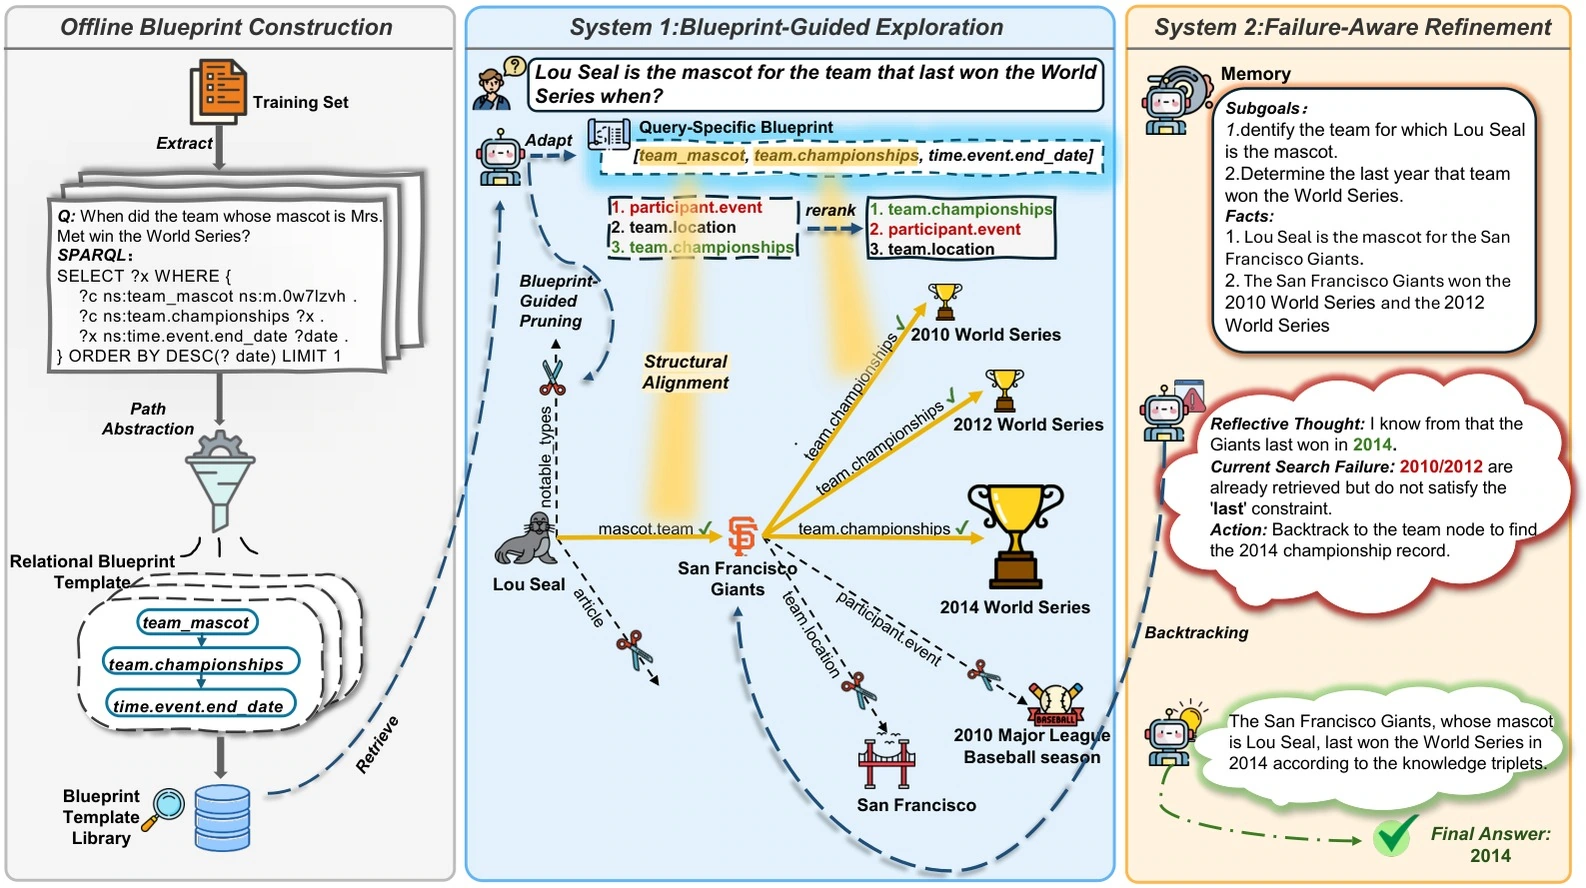 Offline Blueprint Construction
Training Set
Extract
Q: When did the team whose mascot is Mrs.
Met win the World Series?
SPARQL:
SELECT ?x WHERE {
?c ns:team_mascot ns:m.0w7lzvh .
?c ns:team.championships ?x .
?x ns:time.event.end_date ?date .
} ORDER BY DESC(? date) LIMIT 1
Path
Abstraction
Relational Blueprint
Template
team_mascot
team.championships
time.event.end_date
Blueprint
Template
Library
Retrieve
System 1:Blueprint-Guided Exploration
Lou Seal is the mascot for the team that last won the World
Series when?
Adapt
Query-Specific Blueprint
[team_mascot, team.championships, time.event.end_date]
1. participant.event
2. team.location
3. team.championships
rerank
1. team.championships
2. participant.event
3. team.location
Blueprint-
Guided
Pruning
Structural
Alignment
notable_types
team.championships
2010 World Series
team.championships
2012 World Series
mascot.team
team.championships
Lou Seal
San Francisco
Giants
2014 World Series
article
team.location
participant.event
BASEBALL
2010 Major League
Baseball season
San Francisco
System 2:Failure-Aware Refinement
Memory
Subgoals:
1.dentify the team for which Lou Seal
is the mascot.
2.Determine the last year that team
won the World Series.
Facts:
1. Lou Seal is the mascot for the San
Francisco Giants.
2. The San Francisco Giants won the
2010 World Series and the 2012
World Series
Reflective Thought: I know from that the
Giants last won in 2014.
Current Search Failure: 2010/2012 are
already retrieved but do not satisfy the
'last' constraint.
Action: Backtrack to the team node to find
the 2014 championship record.
Backtracking
The San Francisco Giants, whose mascot
is Lou Seal, last won the World Series in
2014 according to the knowledge triplets.
Final Answer:
2014